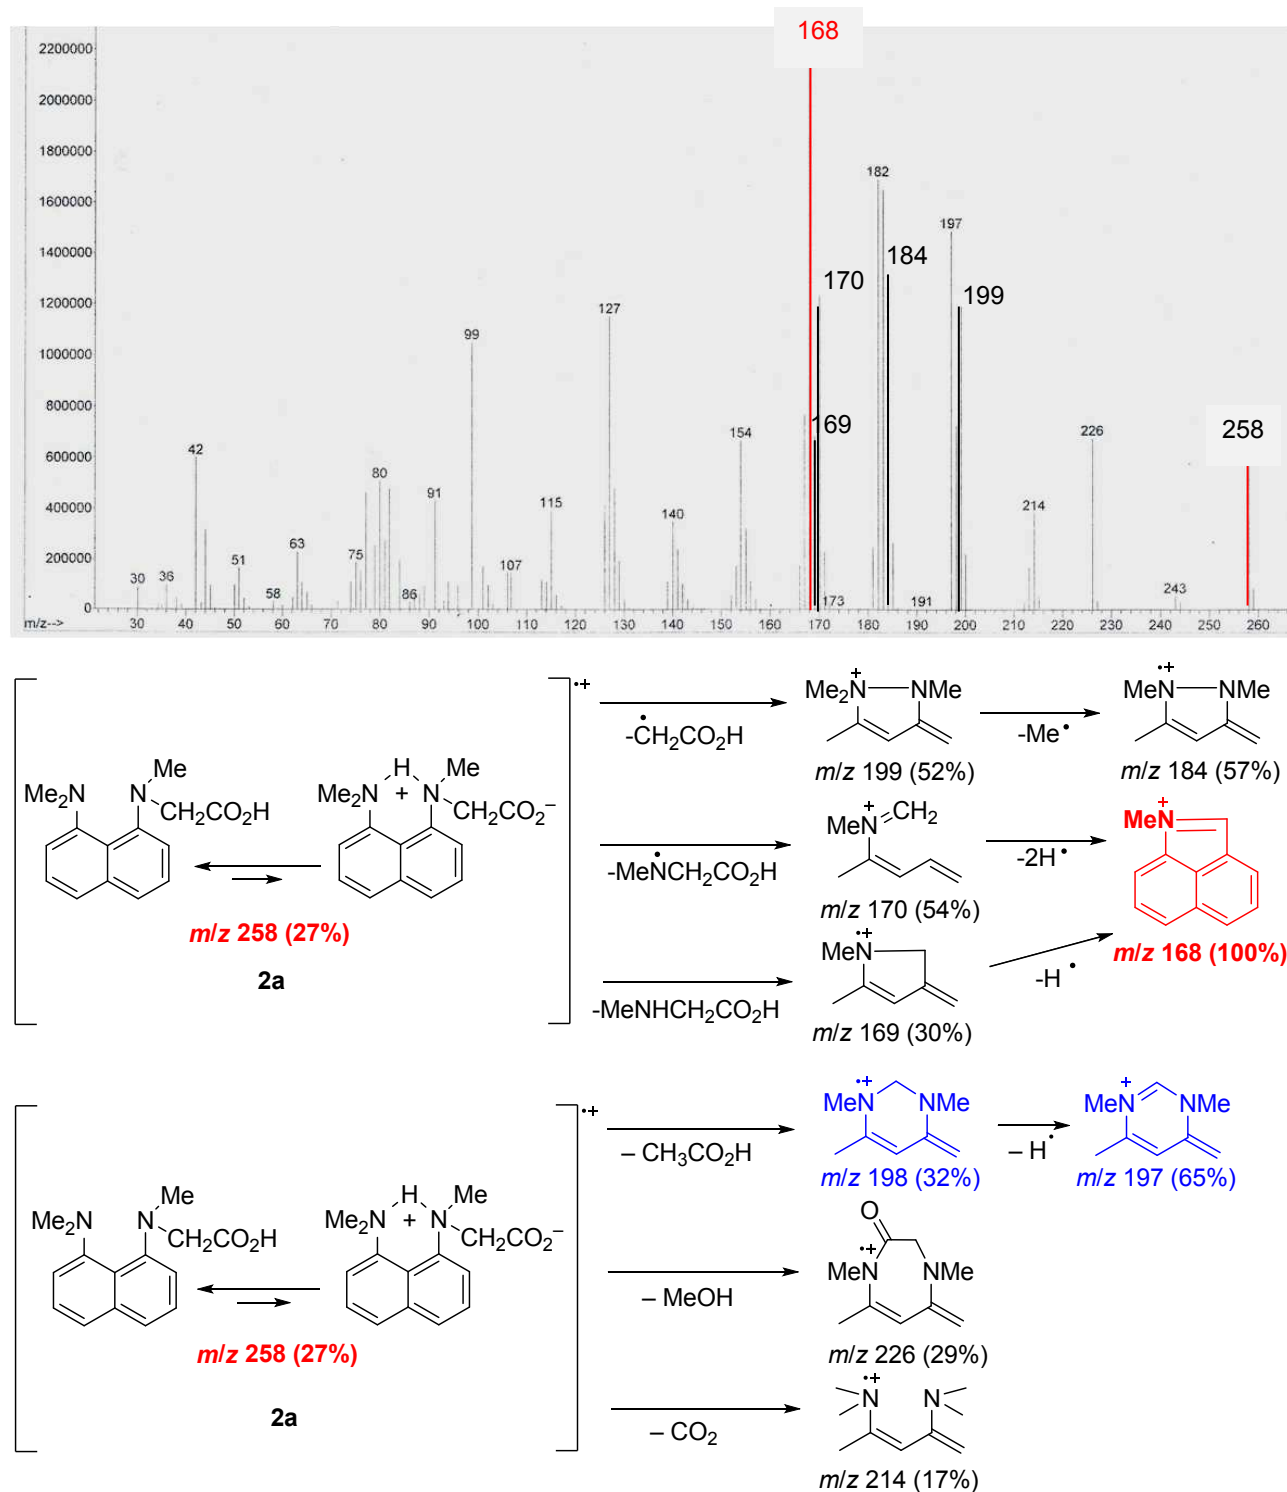 168
2200000
2000000
1800000
1600000
1400000
1200000
1000000
800000
600000
400000
200000
0
m/z-->
30 40 50 60 70 80 90 100 110 120 130 140 150 160 170 180 190 200 210 220 230 240 250 260
30
36
42
51
58
63
75
80
86
91
99
107
115
127
140
154
169
170
173
182
184
191
197
199
214
226
243
258
Me2N
Me
N
CH2CO2H
H
Me2N
+
N
Me
CH2CO2–
•+
m/z 258 (27%)
2a
-•CH2CO2H
Me2N+
NMe
m/z 199 (52%)
-Me•
•+
MeN
NMe
m/z 184 (57%)
-MeN•CH2CO2H
MeN+
CH2
m/z 170 (54%)
-2H•
MeN+
m/z 168 (100%)
-MeNHCH2CO2H
•+
MeN
m/z 169 (30%)
-H•
Me2N
Me
N
CH2CO2H
H
Me2N
+
N
Me
CH2CO2–
•+
m/z 258 (27%)
2a
– CH3CO2H
•+
MeN
NMe
m/z 198 (32%)
– H•
+
MeN
NMe
m/z 197 (65%)
– MeOH
O
•+
MeN
NMe
m/z 226 (29%)
– CO2
•+
N
N
m/z 214 (17%)